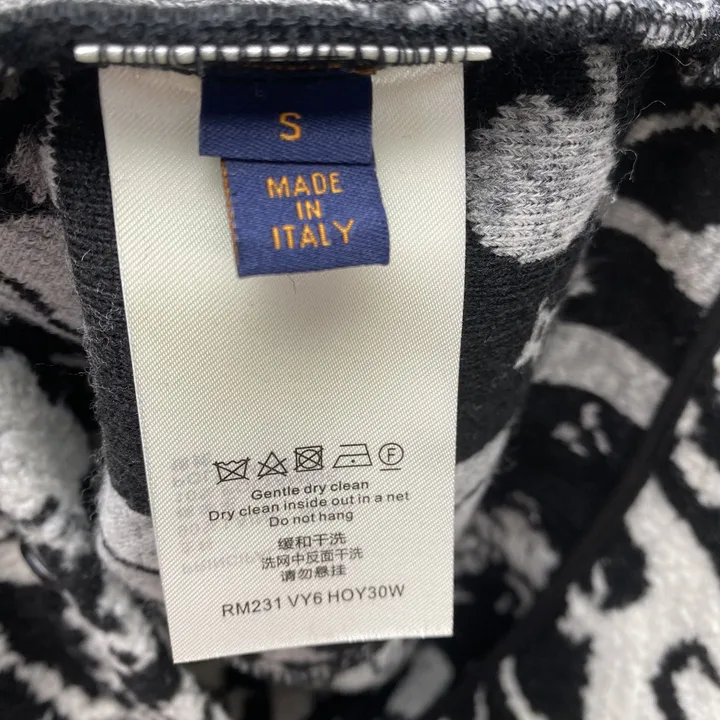 S
MADE
IN
ITALY
Gentle dry clean
Dry clean inside out in a net
Do not hang
缓和干洗
洗网中反面干洗
请勿悬挂
RM231 VY6 HOY30W